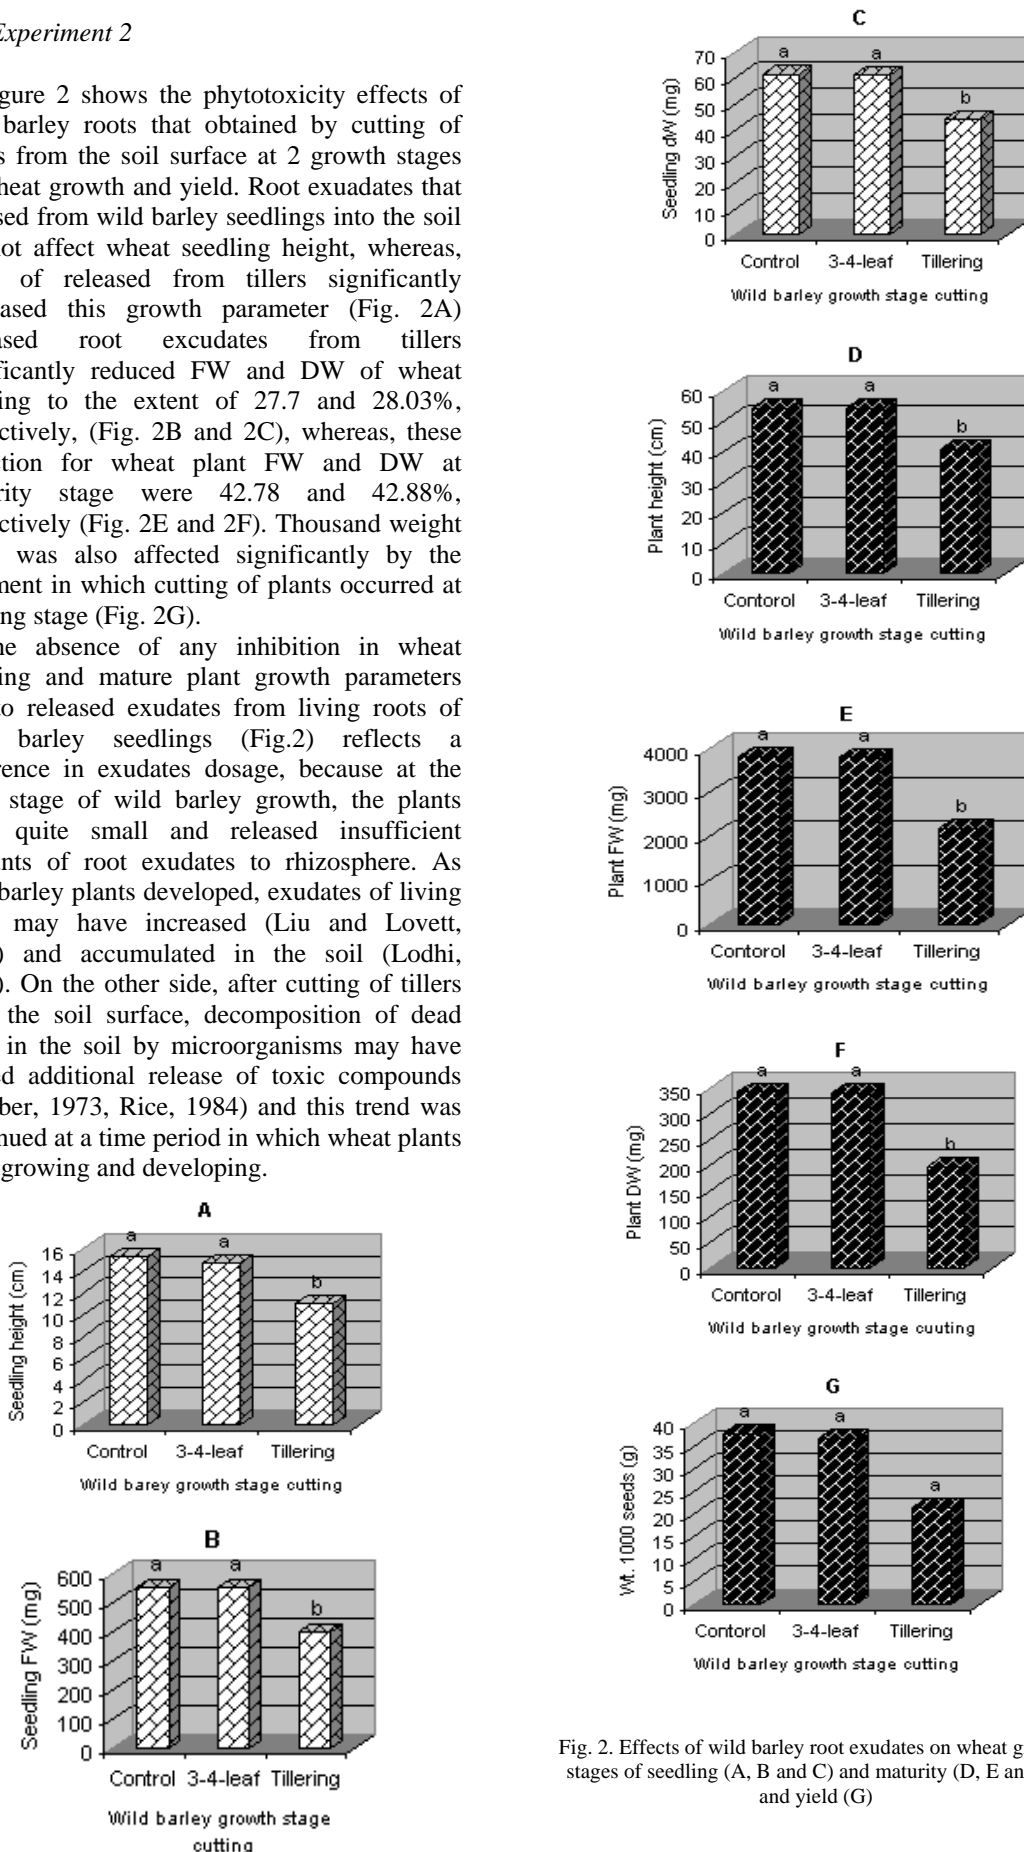 Experiment 2
gure 2 shows the phytotoxicity effects of
barley roots that obtained by cutting of
s from the soil surface at 2 growth stages
heat growth and yield. Root exuadates that
sed from wild barley seedlings into the soil
not affect wheat seedling height, whereas,
of released from tillers significantly
ased this growth parameter (Fig. 2A)
ased root excudates from tillers
ficantly reduced FW and DW of wheat
ing to the extent of 27.7 and 28.03%,
ectively, (Fig. 2B and 2C), whereas, these
ction for wheat plant FW and DW at
rity stage were 42.78 and 42.88%,
ectively (Fig. 2E and 2F). Thousand weight
was also affected significantly by the
ment in which cutting of plants occurred at
ng stage (Fig. 2G).
he absence of any inhibition in wheat
ing and mature plant growth parameters
to released exudates from living roots of
barley seedlings (Fig.2) reflects a
rence in exudates dosage, because at the
stage of wild barley growth, the plants
quite small and released insufficient
nts of root exudates to rhizosphere. As
barley plants developed, exudates of living
may have increased (Liu and Lovett,
) and accumulated in the soil (Lodhi,
). On the other side, after cutting of tillers
the soil surface, decomposition of dead
in the soil by microorganisms may have
ed additional release of toxic compounds
ber, 1973, Rice, 1984) and this trend was
nued at a time period in which wheat plants
growing and developing.
A
a
a
b
16
14
12
10
8
6
4
2
0
Seedling height (cm)
Control 3-4-leaf Tillering
Wild barey growth stage cutting
B
a
a
b
600
500
400
300
200
100
0
Seedling FW (mg)
Control 3-4-leaf Tillering
Wild barley growth stage
cutting
C
a
a
b
70
60
50
40
30
20
10
0
Seedling dW (mg)
Control 3-4-leaf Tillering
Wild barley growth stage cutting
D
a
a
b
60
50
40
30
20
10
0
Plant height (cm)
Contorol 3-4-leaf Tillering
Wild barley growth stage cutting
E
a
a
b
4000
3000
2000
1000
0
Plant FW (mg)
Contorol 3-4-leaf Tillering
Wild barley growth stage cutting
F
a
a
b
350
300
250
200
150
100
50
0
Plant DW (mg)
Contorol 3-4-leaf Tillering
Wild barley growth stage cuuting
G
a
a
a
40
35
30
25
20
15
10
5
0
Wt. 1000 seeds (g)
Contorol 3-4-leaf Tillering
Wild barley growth stage cutting
Fig. 2. Effects of wild barley root exudates on wheat g
stages of seedling (A, B and C) and maturity (D, E an
and yield (G)